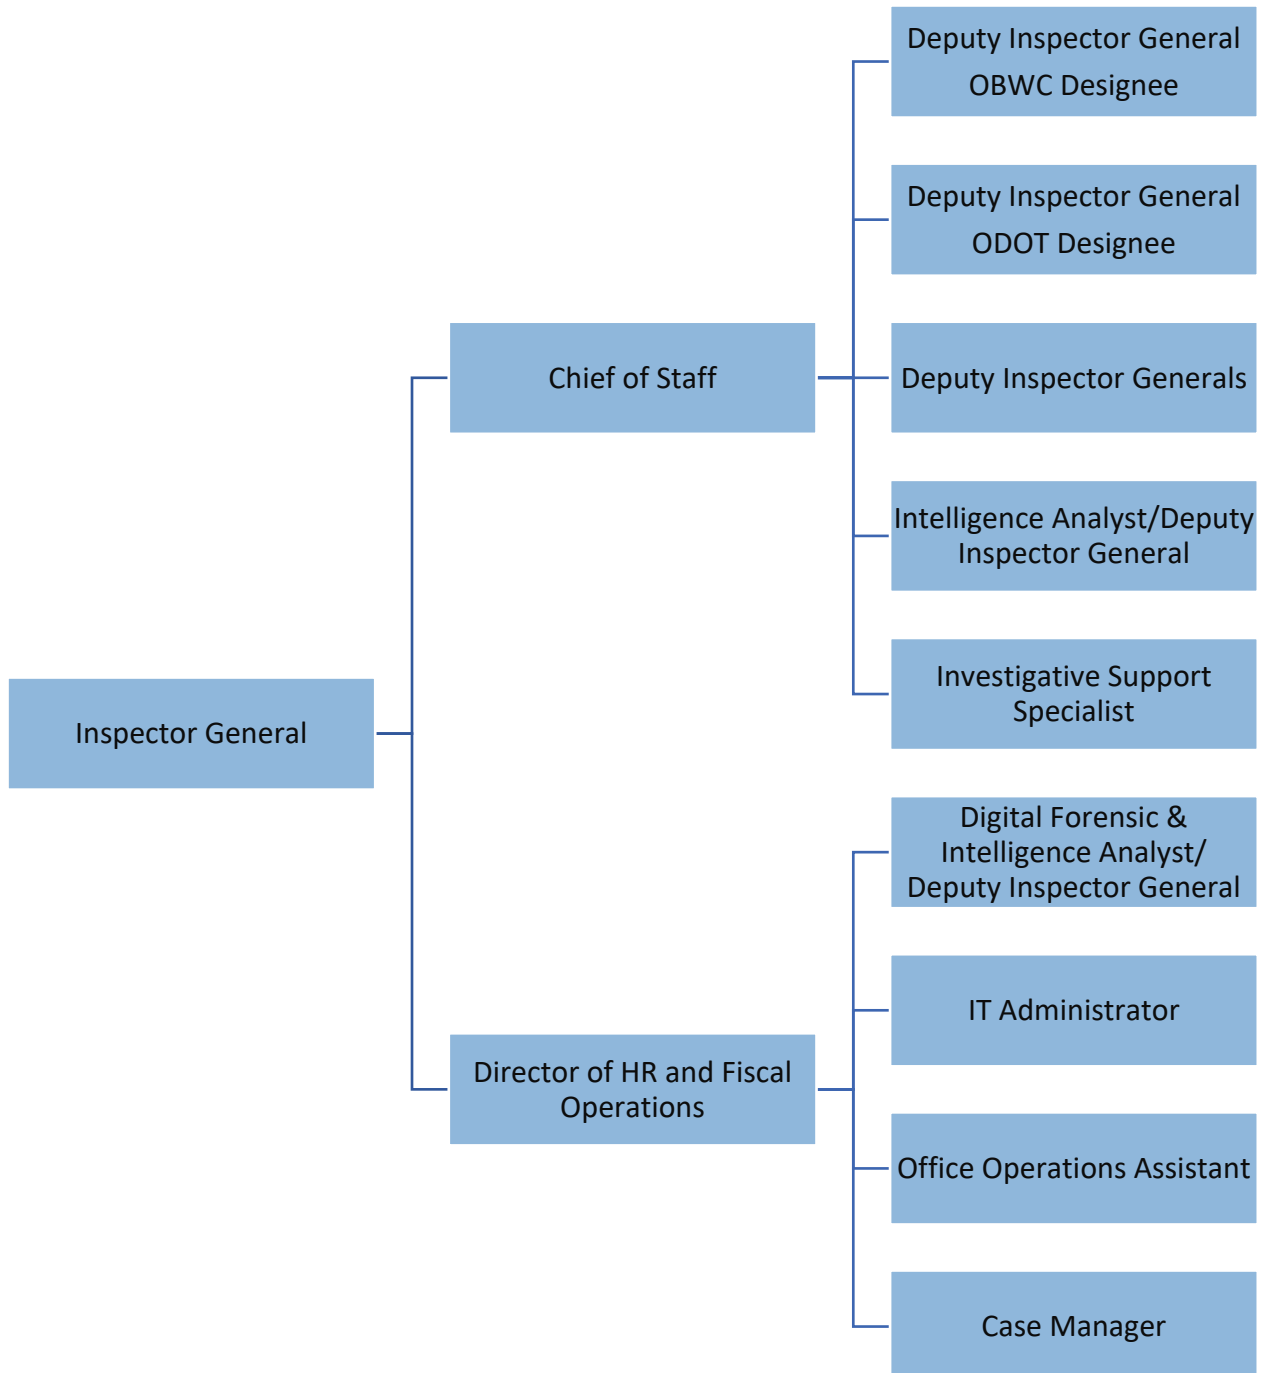 Deputy Inspector General
OBWC Designee
Deputy Inspector General
ODOT Designee
Chief of Staff
Deputy Inspector Generals
Intelligence Analyst/Deputy
Inspector General
Investigative Support
Specialist
Inspector General
Digital Forensic &
Intelligence Analyst/
Deputy Inspector General
IT Administrator
Director of HR and Fiscal
Operations
Office Operations Assistant
Case Manager